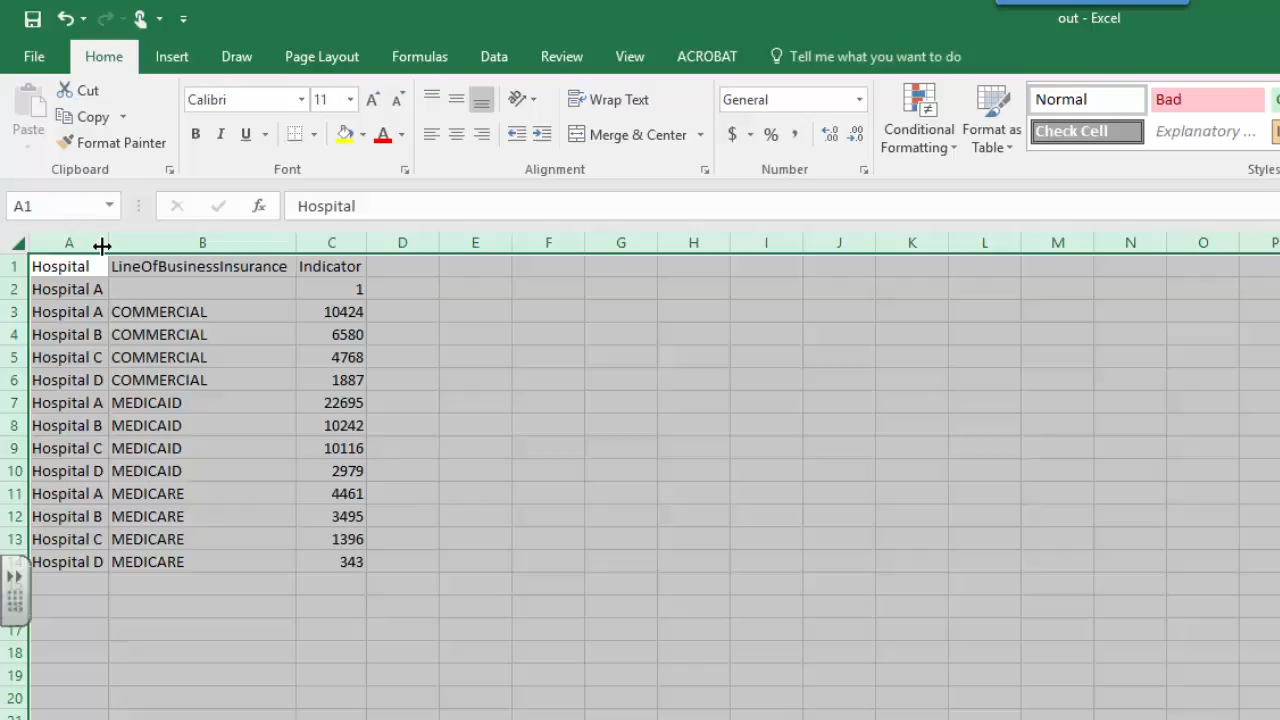 out - Excel
File Home Insert Draw Page Layout Formulas Data Review View ACROBAT Tell me what you want to do
Cut
Copy
Format Painter
Paste
Clipboard
Calibri 11
B I U A
Font
Wrap Text
Merge & Center
Alignment
General
$ % ,
Number
Conditional
Formatting
Format as
Table
Normal Bad
Check Cell Explanatory ...
Styles
A1 fx Hospital
A B C D E F G H I J K L M N O P
1 Hospital LineOfBusinessInsurance Indicator
2 Hospital A 1
3 Hospital A COMMERCIAL 10424
4 Hospital B COMMERCIAL 6580
5 Hospital C COMMERCIAL 4768
6 Hospital D COMMERCIAL 1887
7 Hospital A MEDICAID 22695
8 Hospital B MEDICAID 10242
9 Hospital C MEDICAID 10116
10 Hospital D MEDICAID 2979
11 Hospital A MEDICARE 4461
12 Hospital B MEDICARE 3495
13 Hospital C MEDICARE 1396
14 Hospital D MEDICARE 343
17
18
19
20